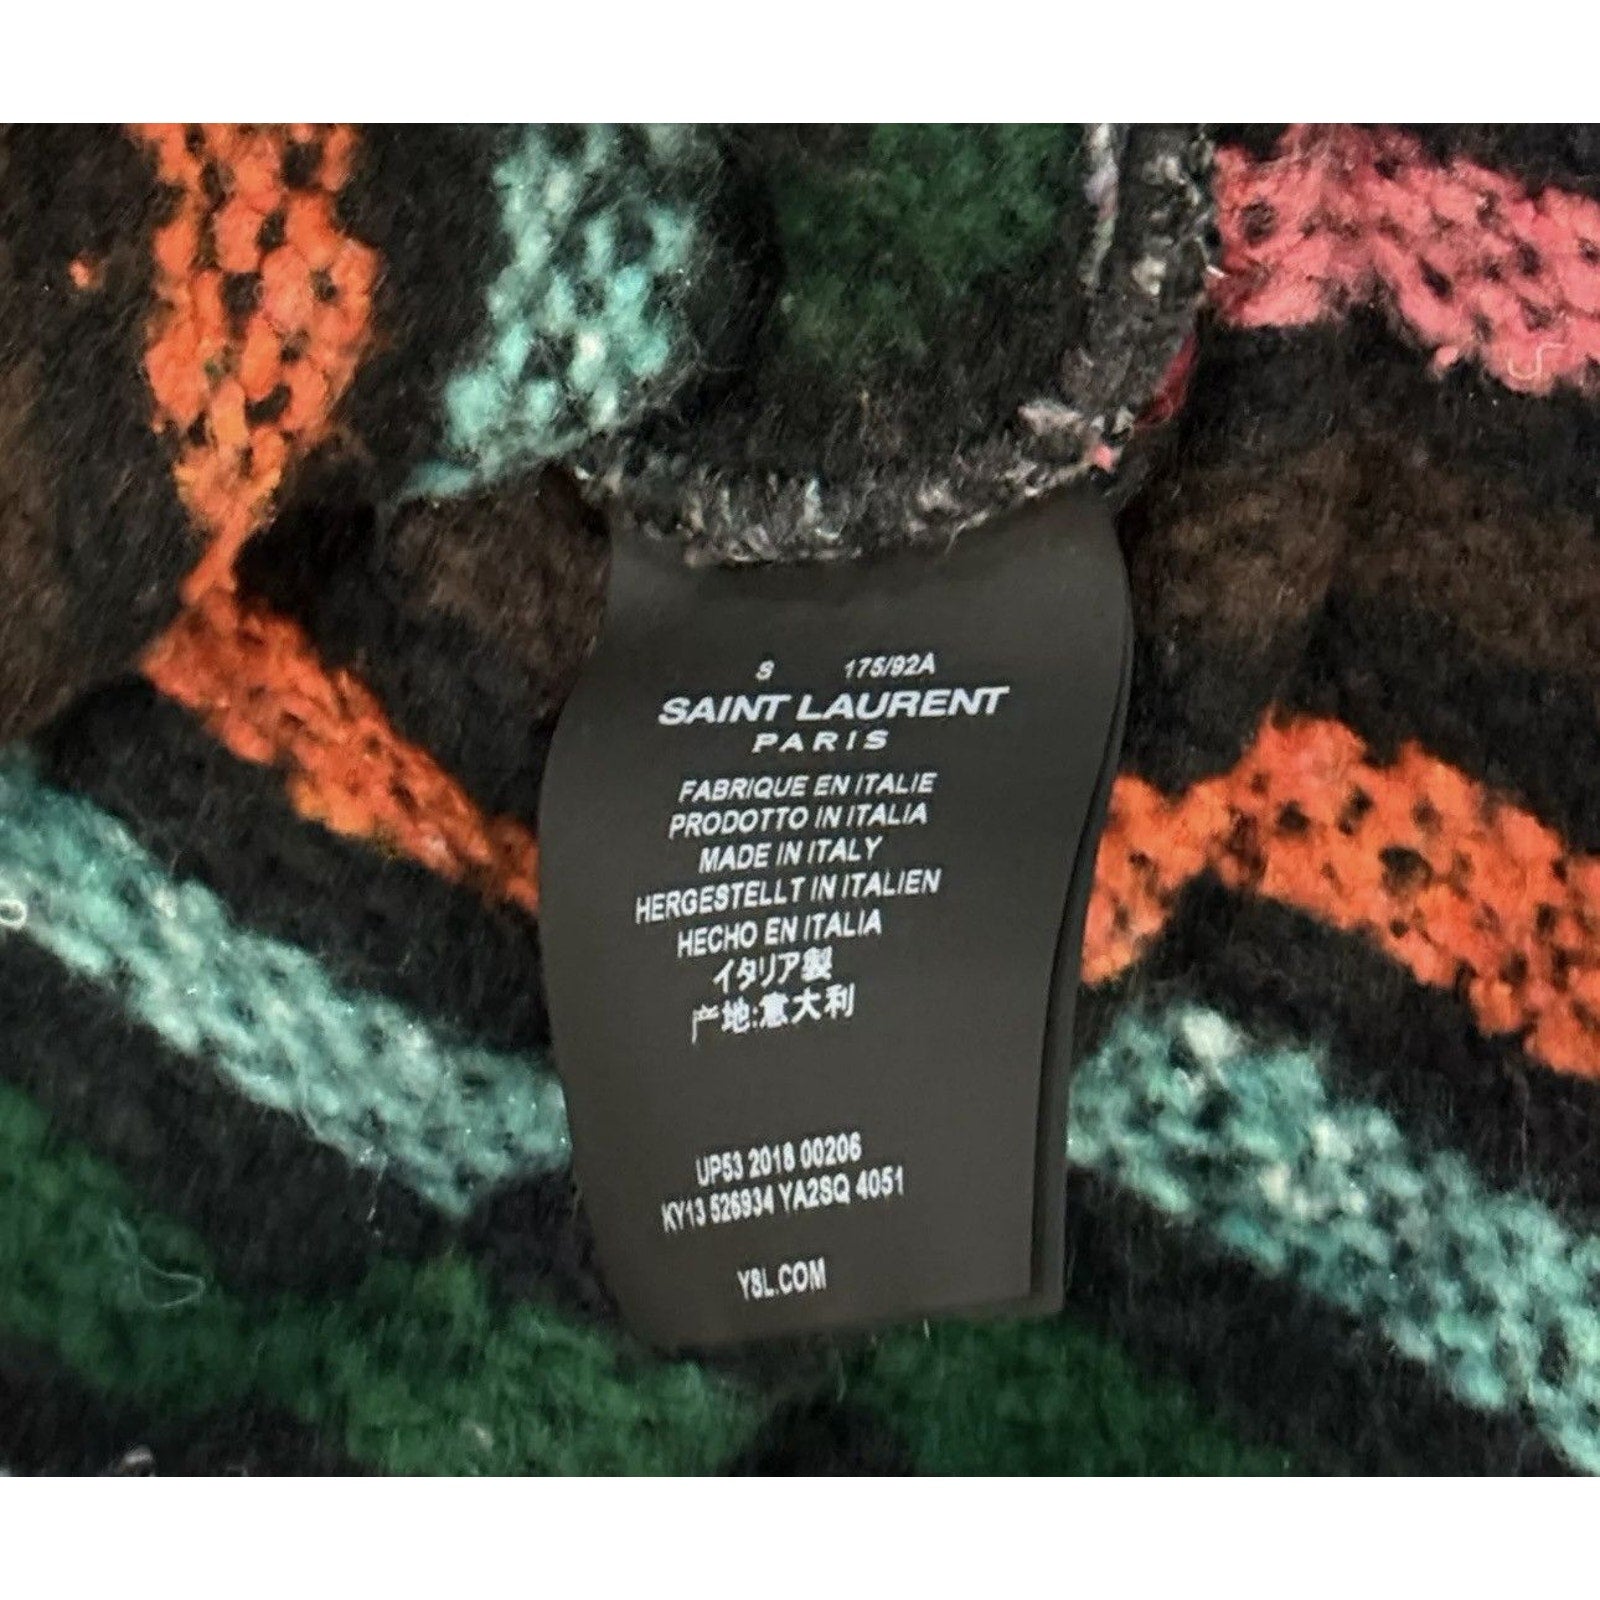 S 175/92A
SAINT LAURENT
PARIS
FABRIQUE EN ITALIE
PRODOTTO IN ITALIA
MADE IN ITALY
HERGESTELLT IN ITALIEN
HECHO EN ITALIA
イタリア製
产地:意大利
UP53 2018 00206
KY13 526934 YA2SQ 4051
YSL.COM